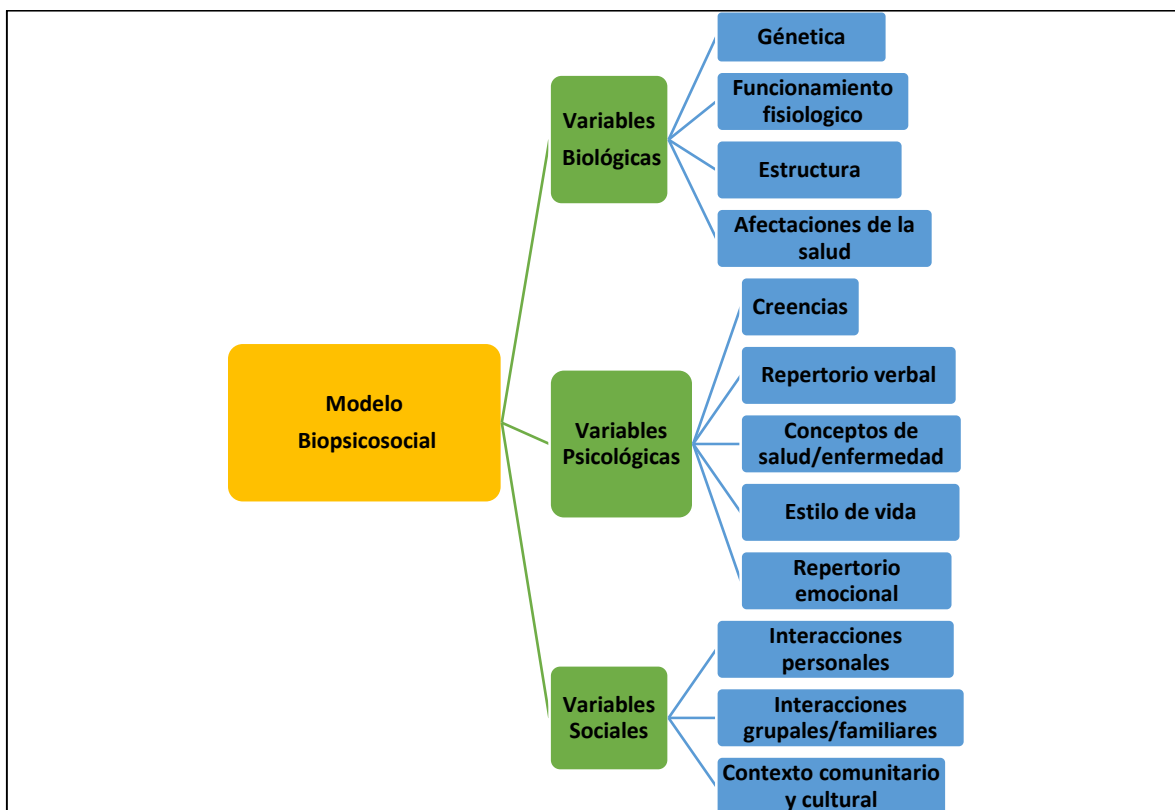 Modelo
Biopsicosocial
Variables
Biológicas
Génetica
Funcionamiento
fisiologico
Estructura
Afectaciones de la
salud
Variables
Psicológicas
Creencias
Repertorio verbal
Conceptos de
salud/enfermedad
Estilo de vida
Repertorio
emocional
Variables
Sociales
Interacciones
personales
Interacciones
grupales/familiares
Contexto comunitario
y cultural